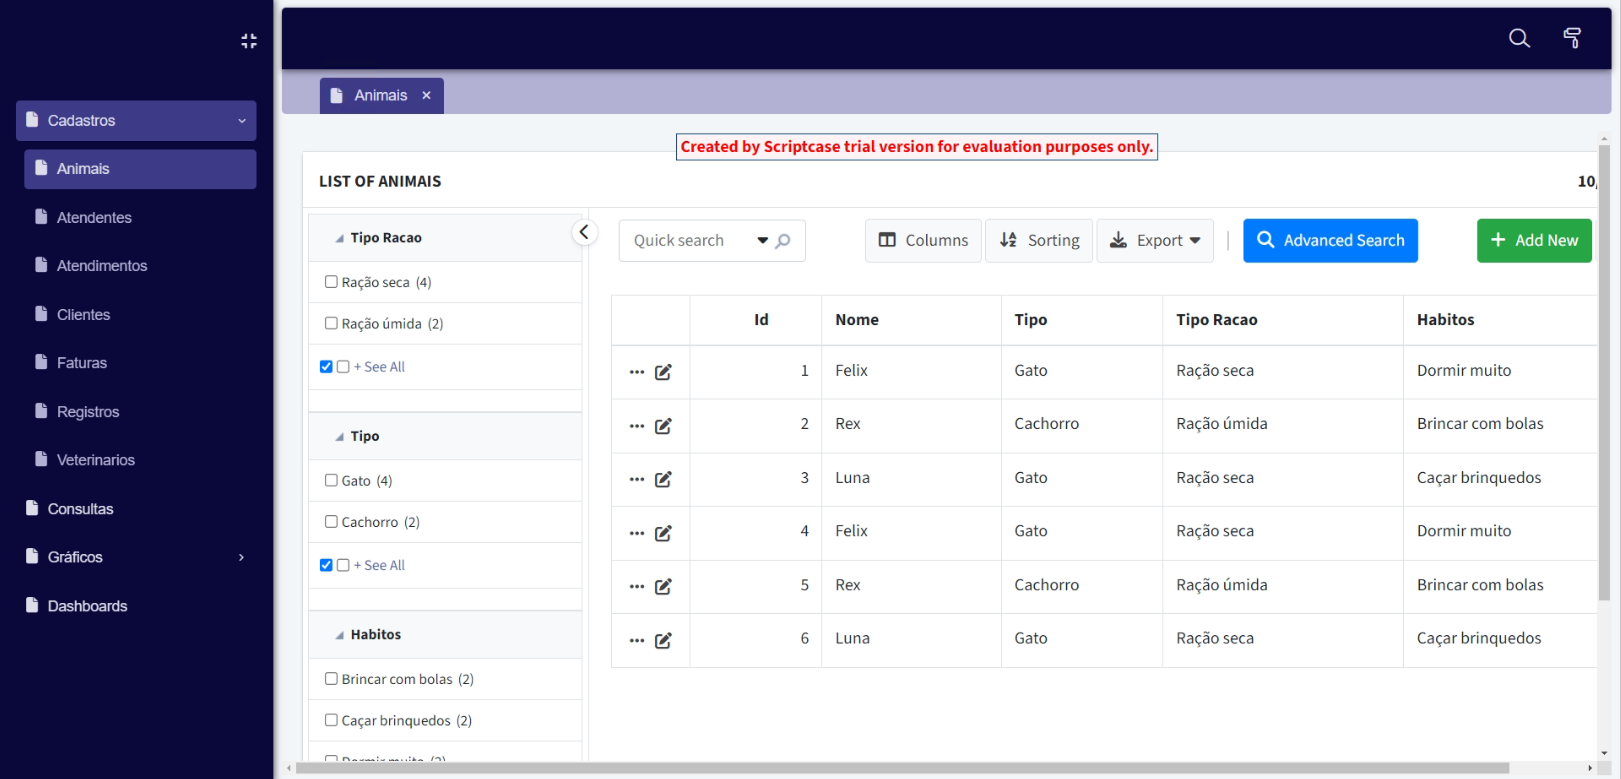 Cadastros
Animais
Atendentes
Atendimentos
Clientes
Faturas
Registros
Veterinarios
Consultas
Gráficos
Dashboards
Animais ×
Created by Scriptcase trial version for evaluation purposes only.
LIST OF ANIMAIS
10,
Tipo Racao
Ração seca (4)
Ração úmida (2)
+ See All
Tipo
Gato (4)
Cachorro (2)
+ See All
Habitos
Brincar com bolas (2)
Caçar brinquedos (2)
Dormir muito (2)
Quick search Columns Sorting Export Advanced Search + Add New
Id Nome Tipo Tipo Racao Habitos
1 Felix Gato Ração seca Dormir muito
2 Rex Cachorro Ração úmida Brincar com bolas
3 Luna Gato Ração seca Caçar brinquedos
4 Felix Gato Ração seca Dormir muito
5 Rex Cachorro Ração úmida Brincar com bolas
6 Luna Gato Ração seca Caçar brinquedos